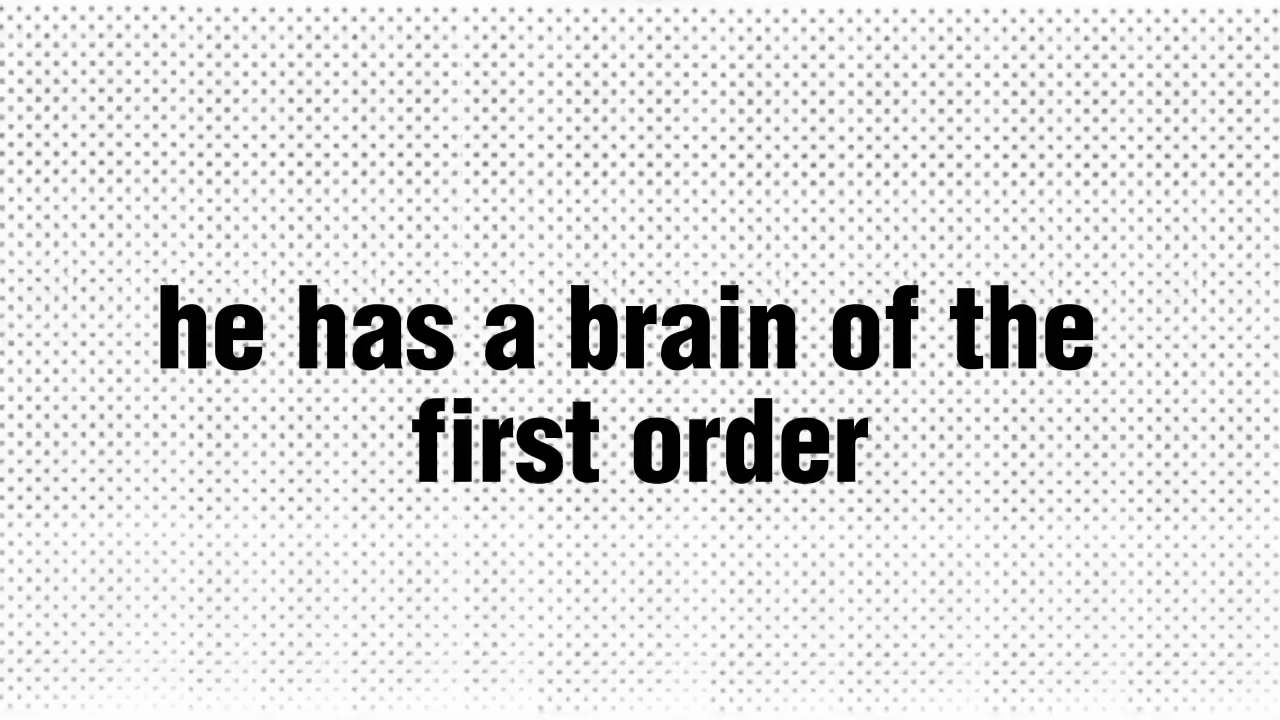 he has a brain of the
first order